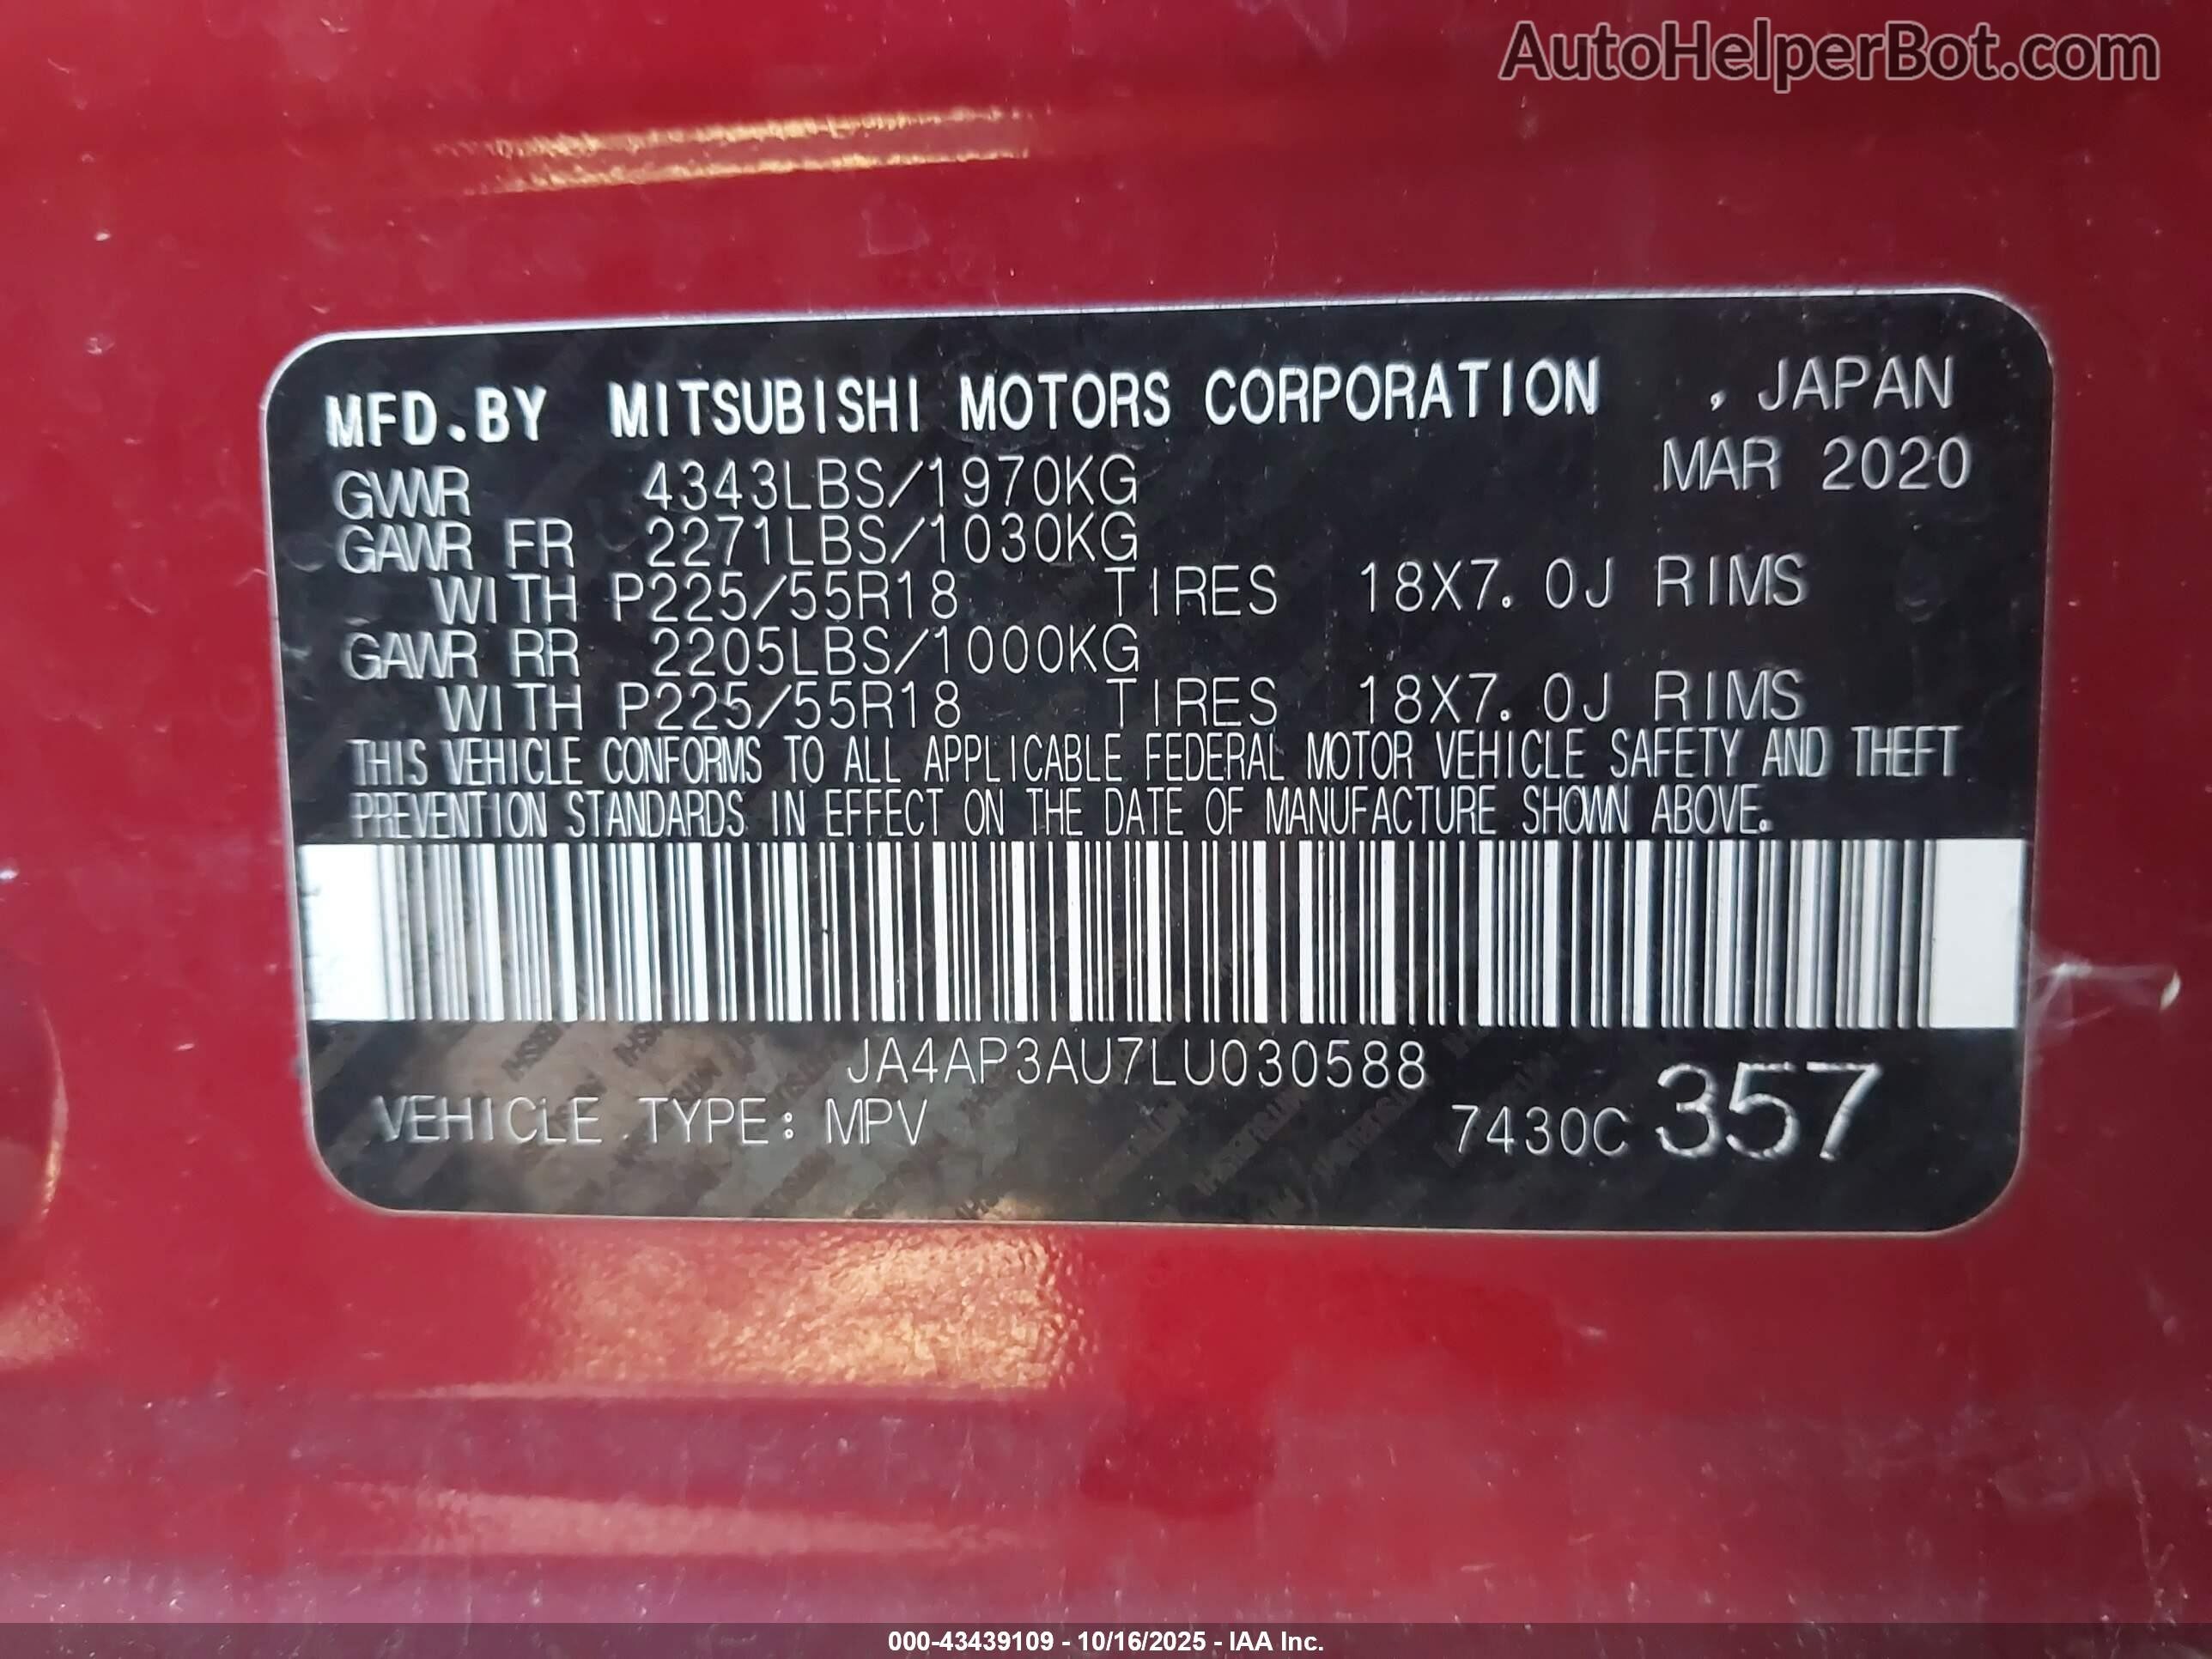 AutoHelperBot.com
MFD.BY MITSUBISHI MOTORS CORPORATION , JAPAN
MAR 2020
GVWR 4343LBS/1970KG
GAWR FR 2271LBS/1030KG
WITH P225/55R18 TIRES 18X7.0J RIMS
GAWR RR 2205LBS/1000KG
WITH P225/55R18 TIRES 18X7.0J RIMS
THIS VEHICLE CONFORMS TO ALL APPLICABLE FEDERAL MOTOR VEHICLE SAFETY AND THEFT
PREVENTION STANDARDS IN EFFECT ON THE DATE OF MANUFACTURE SHOWN ABOVE.
JA4AP3AU7LU030588
VEHICLE TYPE: MPV 7430C 357
000-43439109 - 10/16/2025 - IAA Inc.